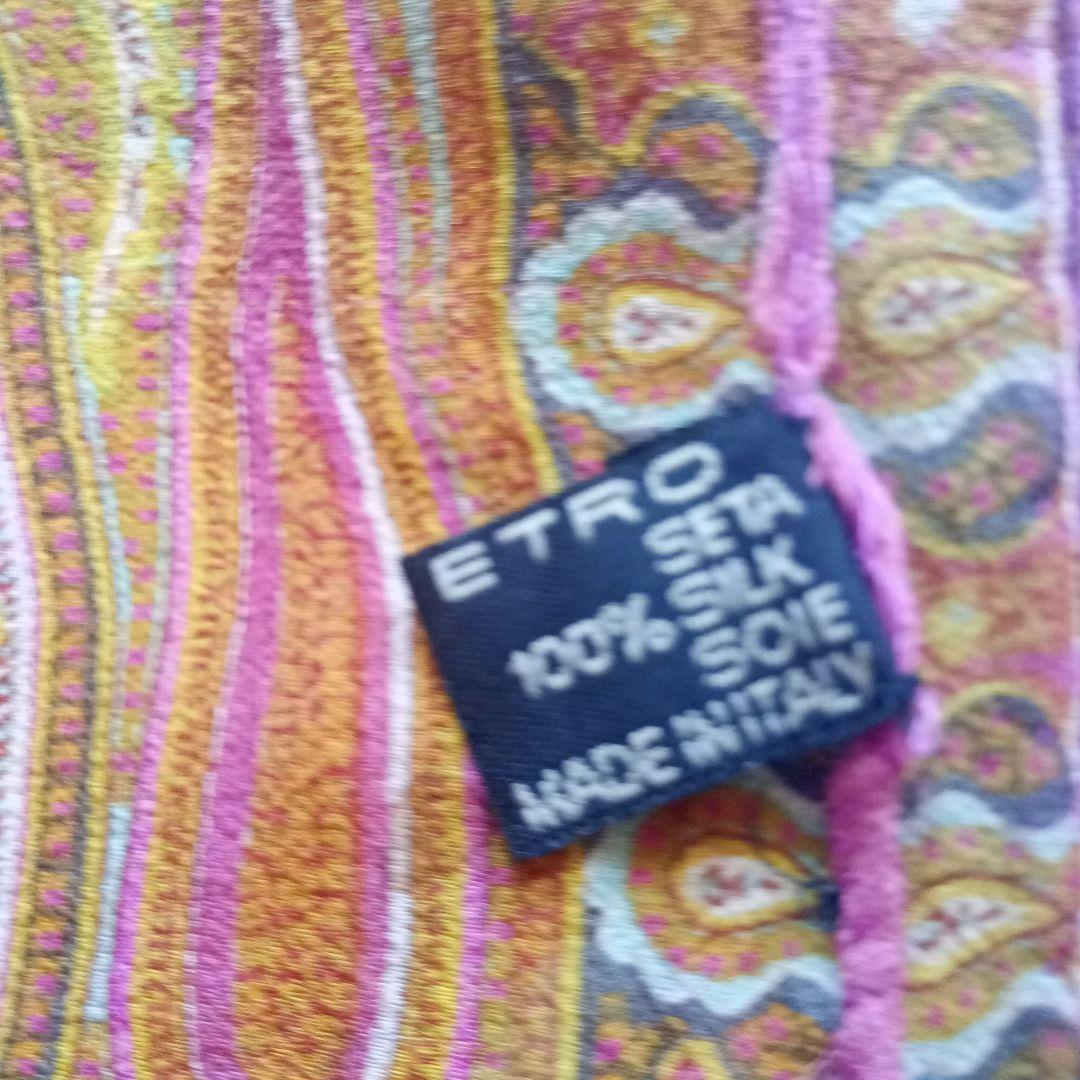 ETRO
SETA
100% SILK
SOIE
MADE IN ITALY